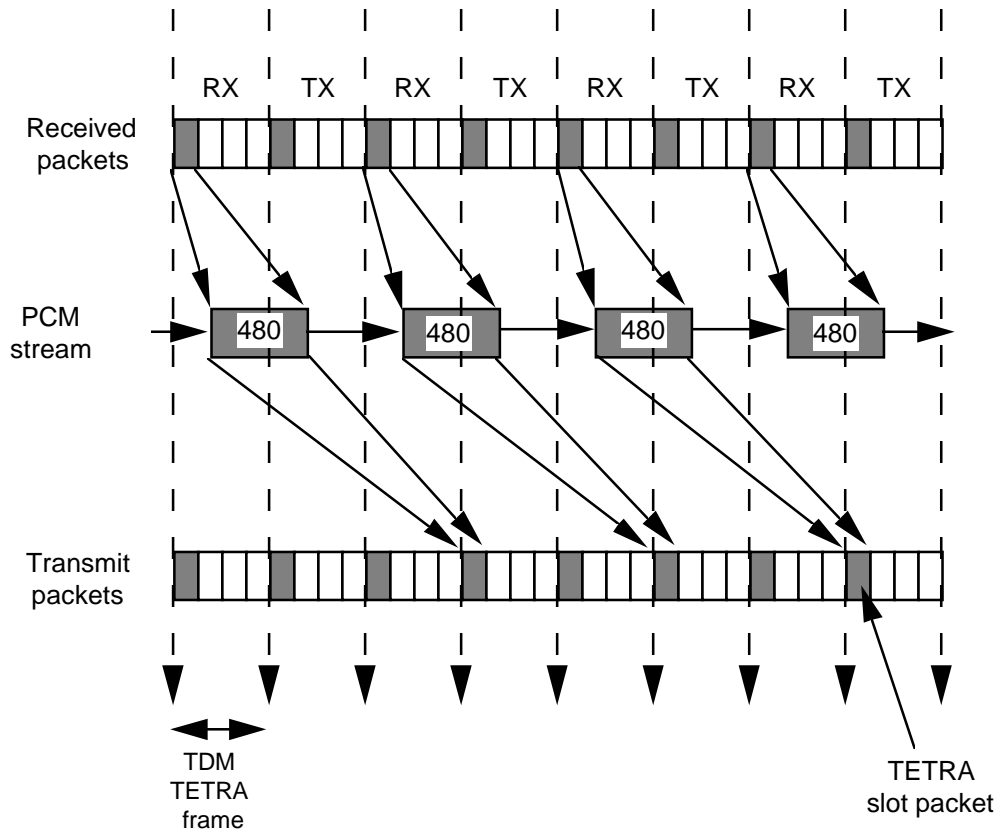 RX TX RX TX RX TX RX TX
Received
packets
PCM
stream
480 480 480 480
Transmit
packets
TDM
TETRA
frame
TETRA
slot packet